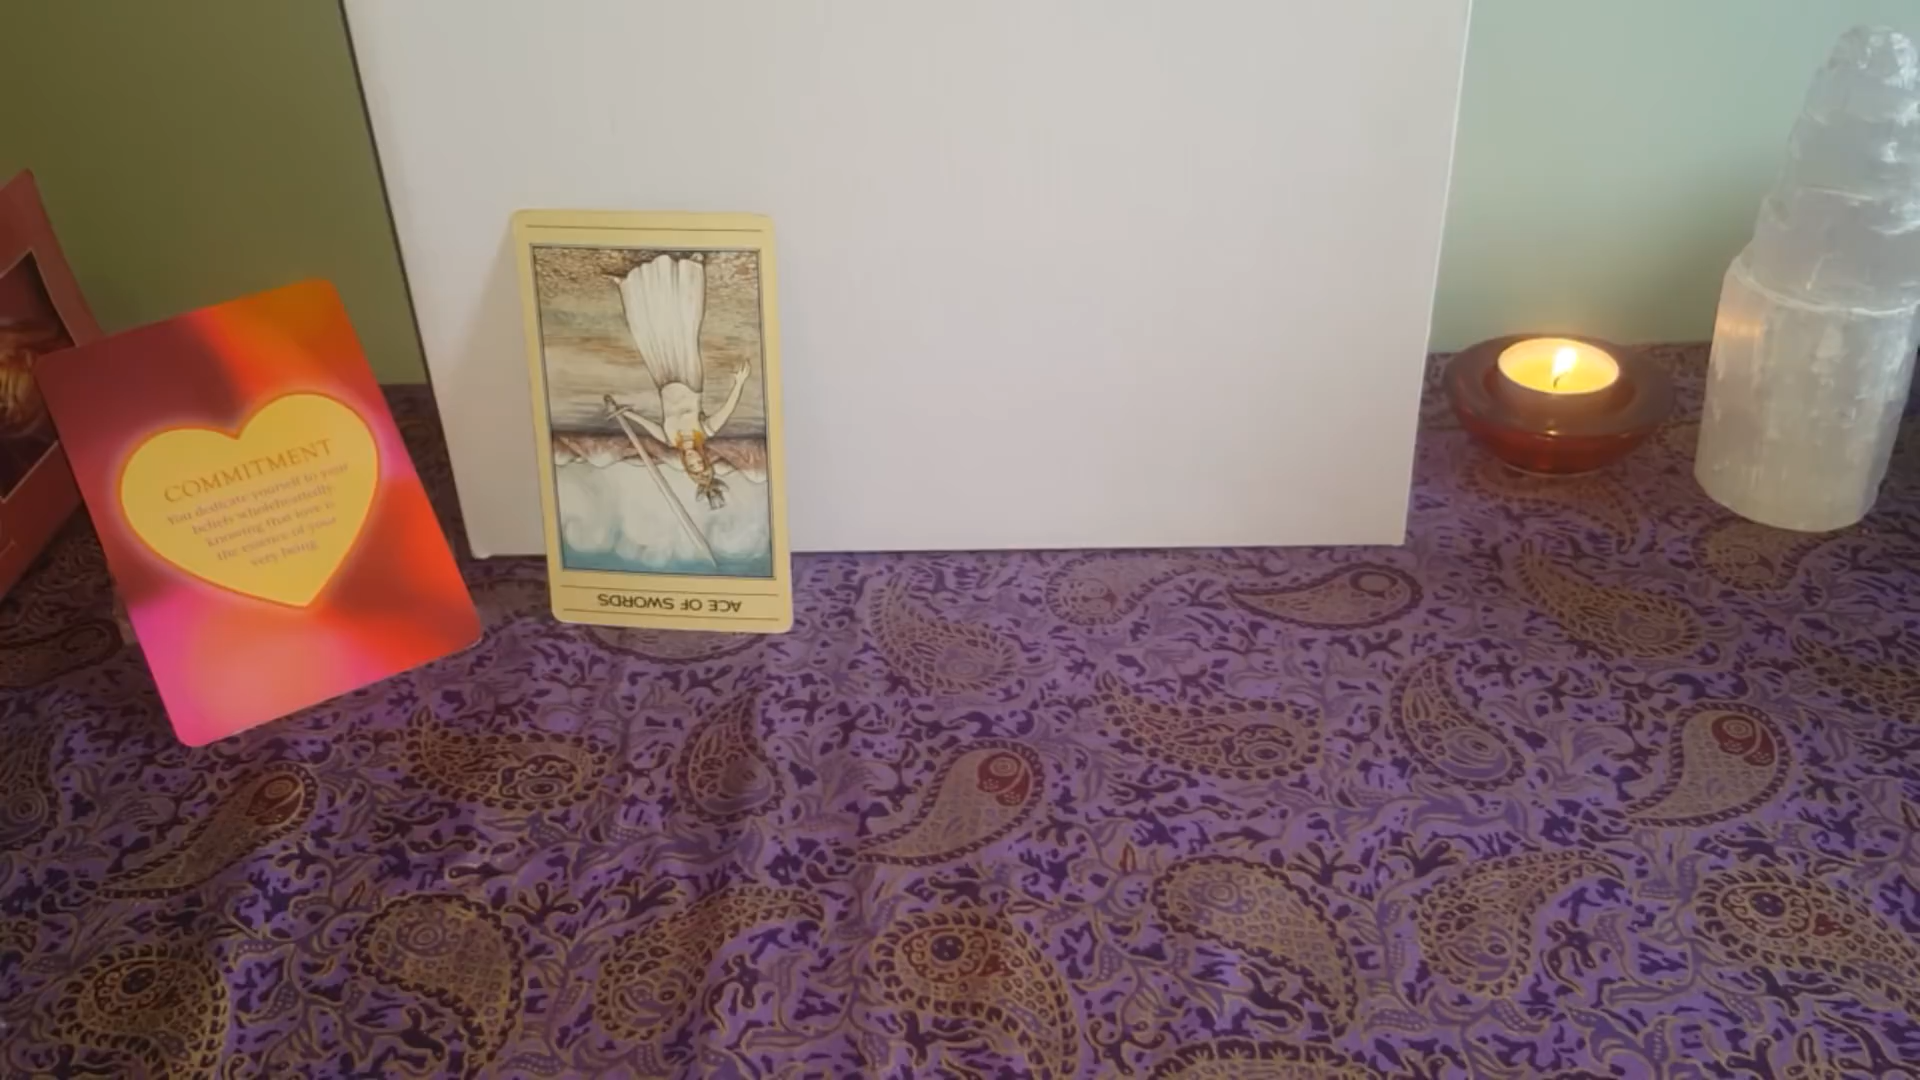 COMMITMENT
You dedicate yourself to your
beliefs wholeheartedly,
knowing that love is
the essence of your
very being
ACE OF SWORDS